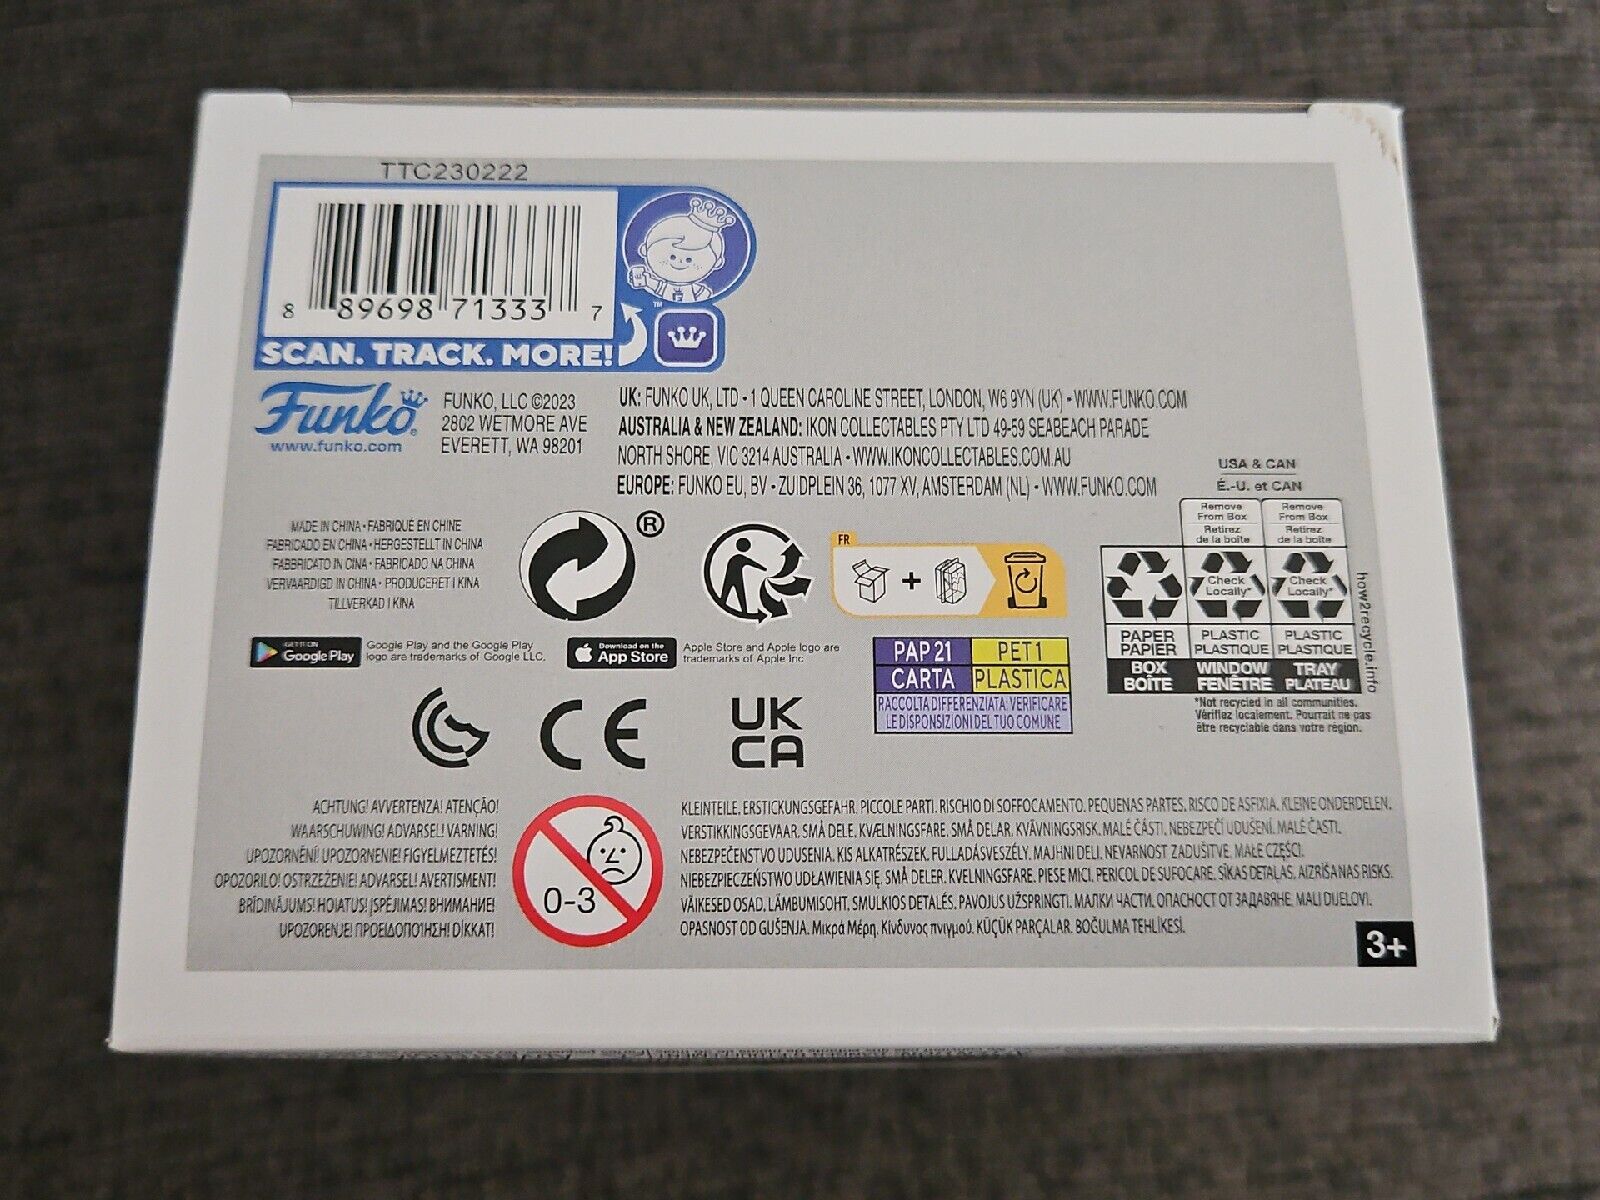 TTC230222
8 89698 71333 7
SCAN. TRACK. MORE!
™
Funko®
www.funko.com
FUNKO, LLC ©2023
2802 WETMORE AVE
EVERETT, WA 98201
UK: FUNKO UK, LTD • 1 QUEEN CAROLINE STREET, LONDON, W6 9YN (UK) • WWW.FUNKO.COM
AUSTRALIA & NEW ZEALAND: IKON COLLECTABLES PTY LTD 49-59 SEABEACH PARADE
NORTH SHORE, VIC 3214 AUSTRALIA • WWW.IKONCOLLECTABLES.COM.AU
EUROPE: FUNKO EU, BV • ZUIDPLEIN 36, 1077 XV, AMSTERDAM (NL) • WWW.FUNKO.COM
MADE IN CHINA • FABRIQUÉ EN CHINE
FABRICADO EN CHINA • HERGESTELLT IN CHINA
FABBRICATO IN CINA • FABRICADO NA CHINA
VERVAARDIGD IN CHINA • PRODUCERET I KINA
TILLVERKAD I KINA
®
FR
+
USA & CAN
É.-U. et CAN
Remove From Box
Retirez de la boîte
Remove From Box
Retirez de la boîte
Check Locally*
Check Locally*
PAPER PAPIER
PLASTIC PLASTIQUE
PLASTIC PLASTIQUE
BOX BOÎTE
WINDOW FENÊTRE
TRAY PLATEAU
*Not recycled in all communities.
Vérifiez localement. Pourrait ne pas
être recyclable dans votre région.
how2recycle.info
GET IT ON
Google Play
Google Play and the Google Play
logo are trademarks of Google LLC.
Download on the
App Store
Apple Store and Apple logo are
trademarks of Apple Inc
PAP 21
PET 1
CARTA
PLASTICA
RACCOLTA DIFFERENZIATA: VERIFICARE
LE DISPONSIZIONI DEL TUO COMUNE
CE
UK
CA
ACHTUNG! AVVERTENZA! ATENÇÃO!
WAARSCHUWING! ADVARSEL! VARNING!
UPOZORNĚNÍ! UPOZORNENIE! FIGYELMEZTETÉS!
OPOZORILO! OSTRZEŻENIE! ADVARSEL! AVERTISMENT!
BRĪDINĀJUMS! HOIATUS! ĮSPĖJIMAS! ВНИМАНИЕ!
UPOZORENJE! ΠΡΟΕΙΔΟΠΟΊΗΣΗ! DİKKAT!
0-3
KLEINTEILE. ERSTICKUNGSGEFAHR. PICCOLE PARTI. RISCHIO DI SOFFOCAMENTO. PEQUENAS PARTES. RISCO DE ASFIXIA. KLEINE ONDERDELEN.
VERSTIKKINGSGEVAAR. SMÅ DELE. KVÆLNINGSFARE. SMÅ DELAR. KVÄVNINGSRISK. MALÉ ČÁSTI. NEBEZPEČÍ UDUŠENÍ. MALÉ ČASTI.
NEBEZPEČENSTVO UDUSENIA. KIS ALKATRÉSZEK. FULLADÁSVESZÉLY. MAJHNI DELI. NEVARNOST ZADUŠITVE. MAŁE CZĘŚCI.
NIEBEZPIECZEŃSTWO UDŁAWIENIA SIĘ. SMÅ DELER. KVELNINGSFARE. PIESE MICI. PERICOL DE SUFOCARE. SĪKAS DETAĻAS. AIZRĪŠANAS RISKS.
VÄIKESED OSAD. LÄMBUMISOHT. SMULKIOS DETALĖS. PAVOJUS UŽSPRINGTI. МАЛКИ ЧАСТИ. ОПАСНОСТ ОТ ЗАДАВЯНЕ. MALI DIJELOVI.
OPASNOST OD GUŠENJA. Μικρά Μέρη. Κίνδυνος πνιγμού. KÜÇÜK PARÇALAR. BOĞULMA TEHLİKESİ.
3+